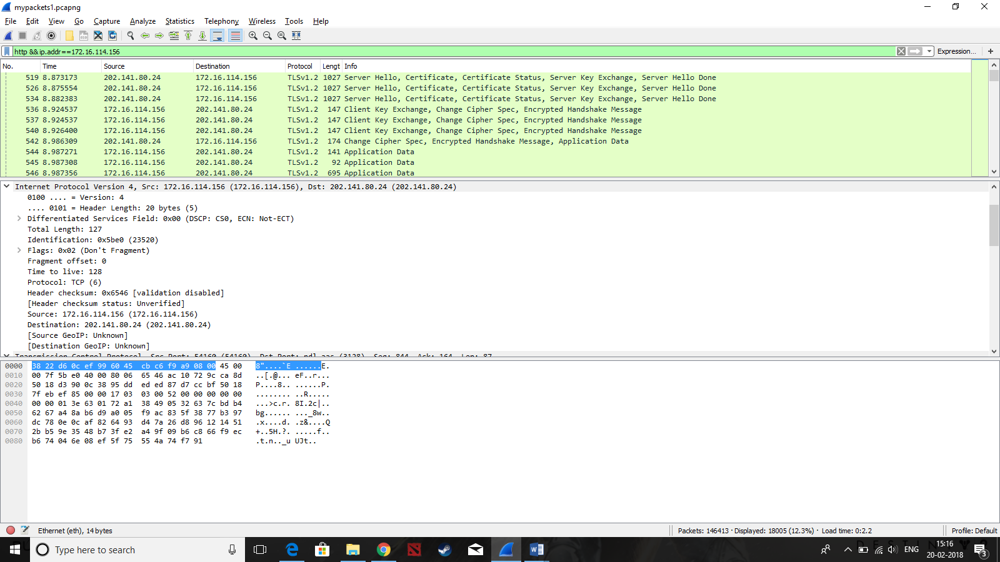 mypackets1.pcapng
File Edit View Go Capture Analyze Statistics Telephony Wireless Tools Help
http && ip.addr==172.16.114.156 Expression... +
No. Time Source Destination Protocol Lengt Info
519 8.873173 202.141.80.24 172.16.114.156 TLSv1.2 1027 Server Hello, Certificate, Certificate Status, Server Key Exchange, Server Hello Done
526 8.875554 202.141.80.24 172.16.114.156 TLSv1.2 1027 Server Hello, Certificate, Certificate Status, Server Key Exchange, Server Hello Done
534 8.882383 202.141.80.24 172.16.114.156 TLSv1.2 1027 Server Hello, Certificate, Certificate Status, Server Key Exchange, Server Hello Done
536 8.924537 172.16.114.156 202.141.80.24 TLSv1.2 147 Client Key Exchange, Change Cipher Spec, Encrypted Handshake Message
537 8.924537 172.16.114.156 202.141.80.24 TLSv1.2 147 Client Key Exchange, Change Cipher Spec, Encrypted Handshake Message
540 8.926400 172.16.114.156 202.141.80.24 TLSv1.2 147 Client Key Exchange, Change Cipher Spec, Encrypted Handshake Message
542 8.986309 202.141.80.24 172.16.114.156 TLSv1.2 174 Change Cipher Spec, Encrypted Handshake Message, Application Data
544 8.987271 172.16.114.156 202.141.80.24 TLSv1.2 141 Application Data
545 8.987308 172.16.114.156 202.141.80.24 TLSv1.2 92 Application Data
546 8.987356 172.16.114.156 202.141.80.24 TLSv1.2 695 Application Data
Internet Protocol Version 4, Src: 172.16.114.156 (172.16.114.156), Dst: 202.141.80.24 (202.141.80.24)
0100 .... = Version: 4
.... 0101 = Header Length: 20 bytes (5)
Differentiated Services Field: 0x00 (DSCP: CS0, ECN: Not-ECT)
Total Length: 127
Identification: 0x5be0 (23520)
Flags: 0x02 (Don't Fragment)
Fragment offset: 0
Time to live: 128
Protocol: TCP (6)
Header checksum: 0x6546 [validation disabled]
[Header checksum status: Unverified]
Source: 172.16.114.156 (172.16.114.156)
Destination: 202.141.80.24 (202.141.80.24)
[Source GeoIP: Unknown]
[Destination GeoIP: Unknown]
Transmission Control Protocol, Src Port: 54160 (54160), Dst Port: ndl-aas (3128), Seq: 844, Ack: 164, Len: 87
0000 38 22 d6 0c ef 99 60 45 cb c6 f9 a9 08 00 45 00 8"....`E ......E.
0010 00 7f 5b e0 40 00 80 06 65 46 ac 10 72 9c ca 8d ..[.@... eF..r...
0020 50 18 d3 90 0c 38 95 dd ed ed 87 d7 cc bf 50 18 P....8.. ......P.
0030 7f eb ef 85 00 00 17 03 03 00 52 00 00 00 00 00 ........ ..R.....
0040 00 00 01 3e 63 01 72 a1 38 49 05 32 63 7c bd b4 ...>c.r. 8I.2c|..
0050 62 67 a4 8a b6 d9 a0 05 f9 ac 83 5f 38 77 b3 97 bg...... ..._8w..
0060 dc 78 0e 0c af 82 64 93 d4 7a 26 d8 96 12 14 51 .x....d. .z&....Q
0070 2b b5 9e 35 48 b7 3f e2 a4 9f 09 b6 c8 66 f9 ec +..5H.?. .....f..
0080 b6 74 04 6e 08 ef 5f 75 55 4a 74 f7 91 .t.n.._u UJt..
Ethernet (eth), 14 bytes Packets: 146413 · Displayed: 18005 (12.3%) · Load time: 0:2.2 Profile: Default
Type here to search ENG 15:16
20-02-2018 3